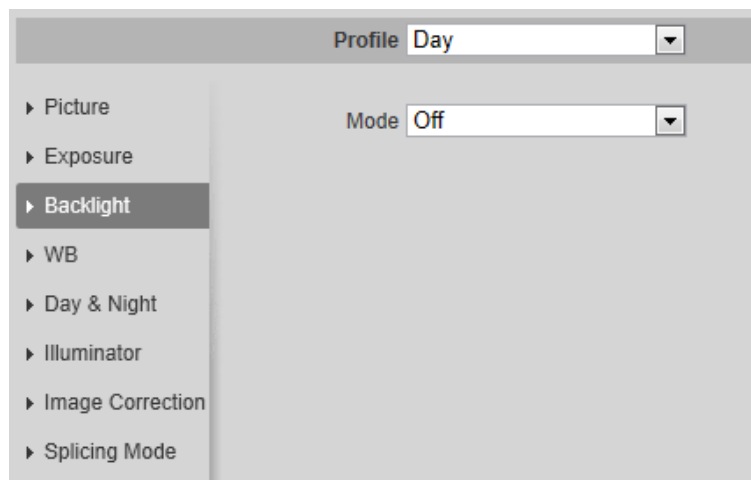 Profile Day
Mode Off
Picture
Exposure
Backlight
WB
Day & Night
Illuminator
Image Correction
Splicing Mode